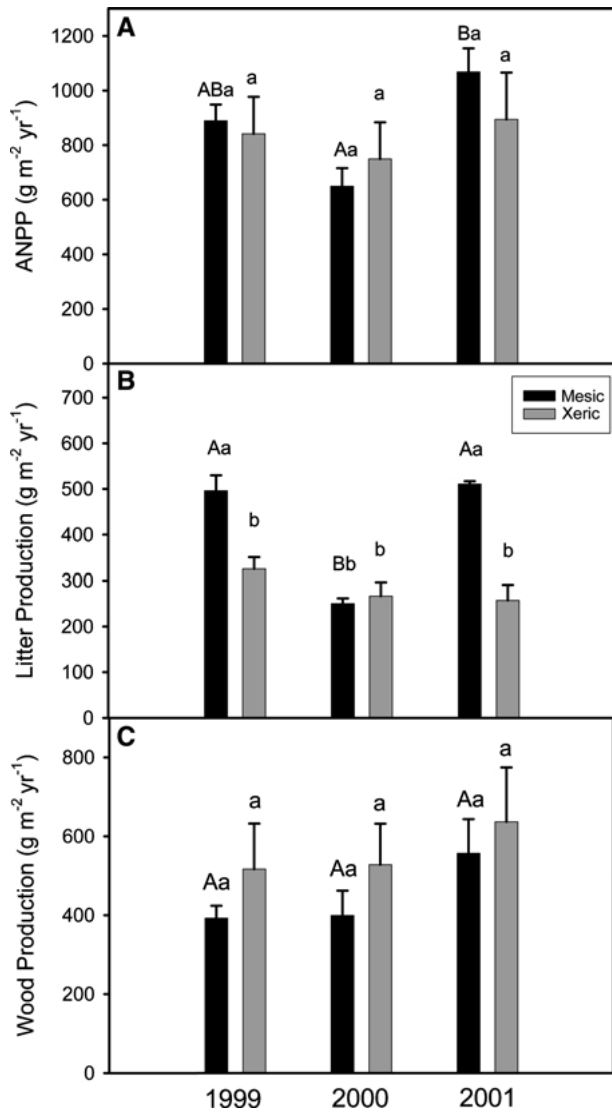 A
ANPP (g m⁻² yr⁻¹)
1200
1000
800
600
400
200
0
ABa a
Aa a
Ba a
B
Litter Production (g m⁻² yr⁻¹)
700
600
500
400
300
200
100
0
Mesic
Xeric
Aa b
Bb b
Aa b
C
Wood Production (g m⁻² yr⁻¹)
800
600
400
200
0
Aa a
Aa a
Aa a
1999 2000 2001